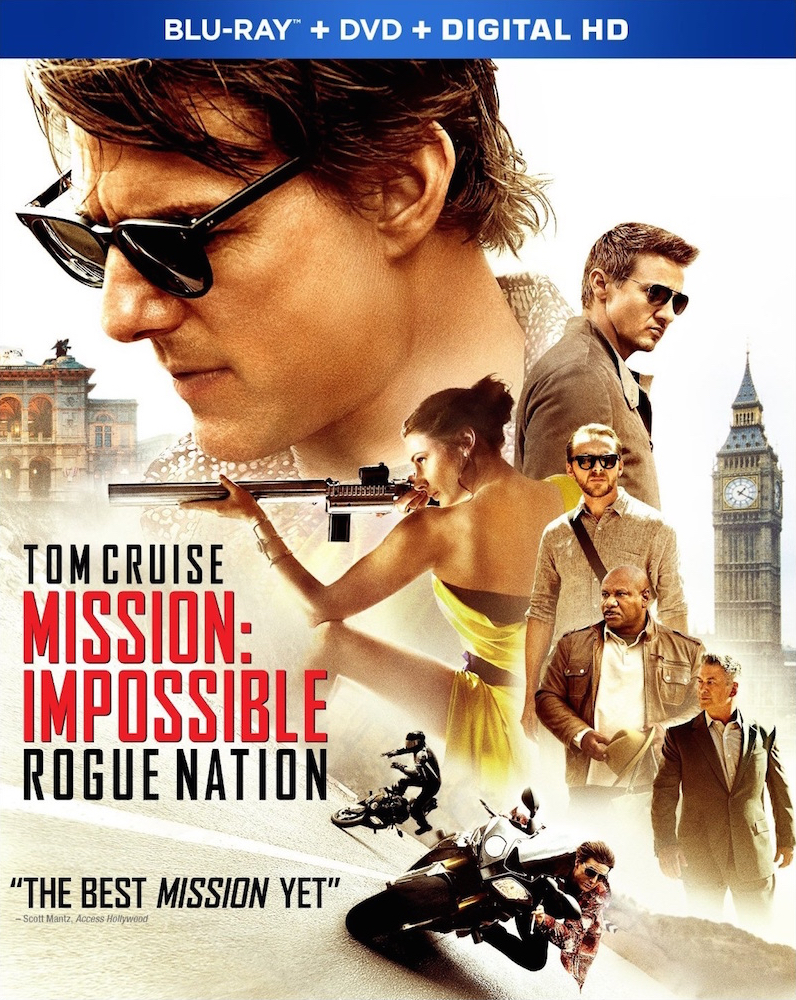 BLU-RAY™ + DVD + DIGITAL HD
TOM CRUISE
MISSION:
IMPOSSIBLE
ROGUE NATION
“THE BEST MISSION YET”
– Scott Mantz, Access Hollywood